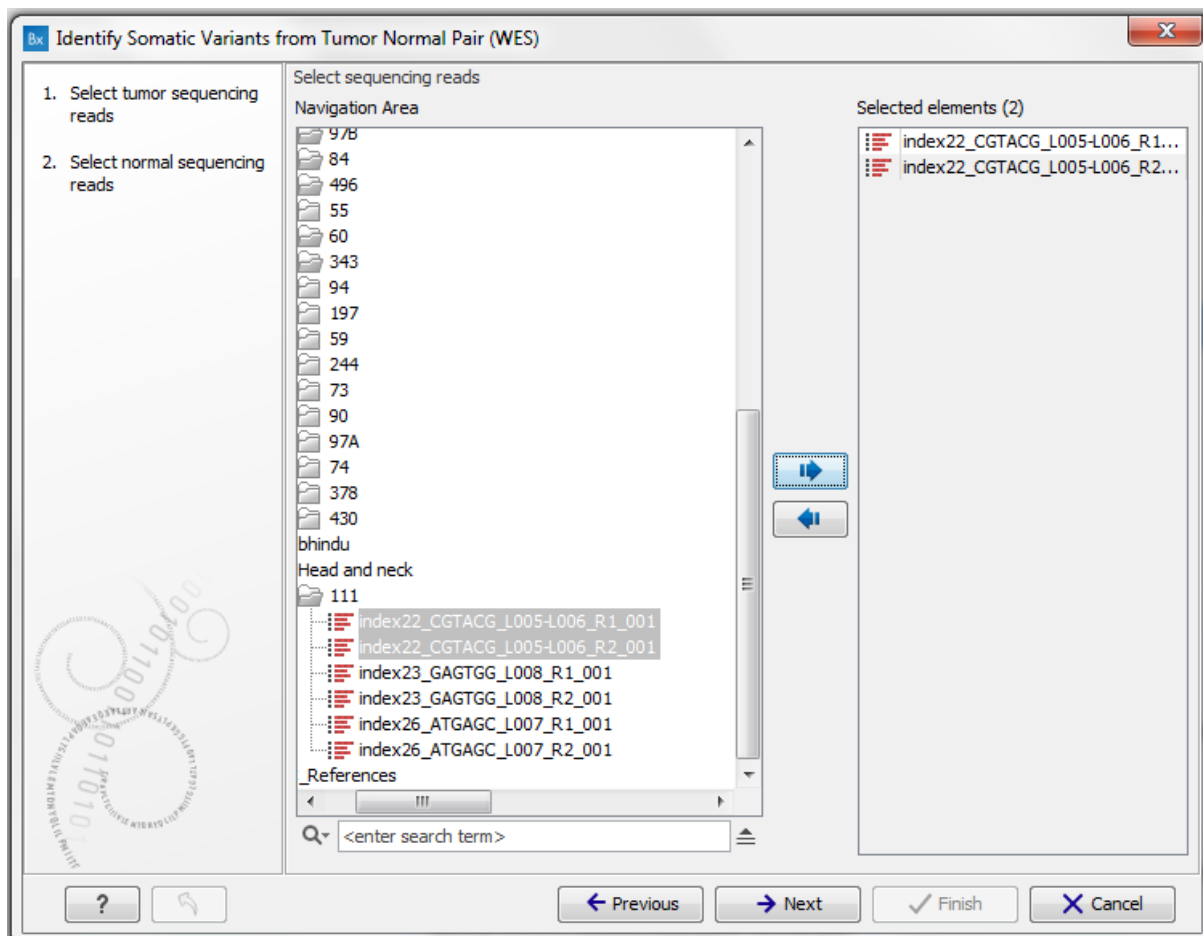 Bx Identify Somatic Variants from Tumor Normal Pair (WES)
1. Select tumor sequencing
reads
2. Select normal sequencing
reads
Select sequencing reads
Navigation Area
97B
84
496
55
60
343
94
197
59
244
73
90
97A
74
378
430
bhindu
Head and neck
111
index22_CGTACG_L005-L006_R1_001
index22_CGTACG_L005-L006_R2_001
index23_GAGTGG_L008_R1_001
index23_GAGTGG_L008_R2_001
index26_ATGAGC_L007_R1_001
index26_ATGAGC_L007_R2_001
_References
<enter search term>
Selected elements (2)
index22_CGTACG_L005-L006_R1...
index22_CGTACG_L005-L006_R2...
?
Previous
Next
Finish
Cancel